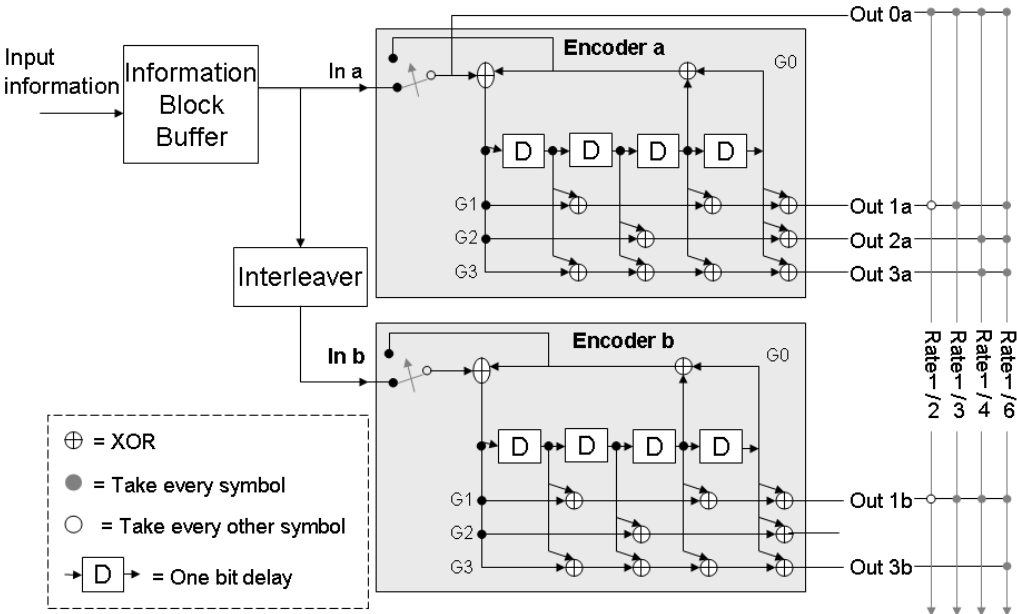 Input
information
Information
Block
Buffer
In a
Encoder a
G0
D D D D
G1
G2
G3
Out 0a
Out 1a
Out 2a
Out 3a
Interleaver
In b
Encoder b
G0
D D D D
G1
G2
G3
Out 1b
Out 3b
Rate 1/2
Rate 1/3
Rate 1/4
Rate 1/6
= XOR
= Take every symbol
= Take every other symbol
D = One bit delay